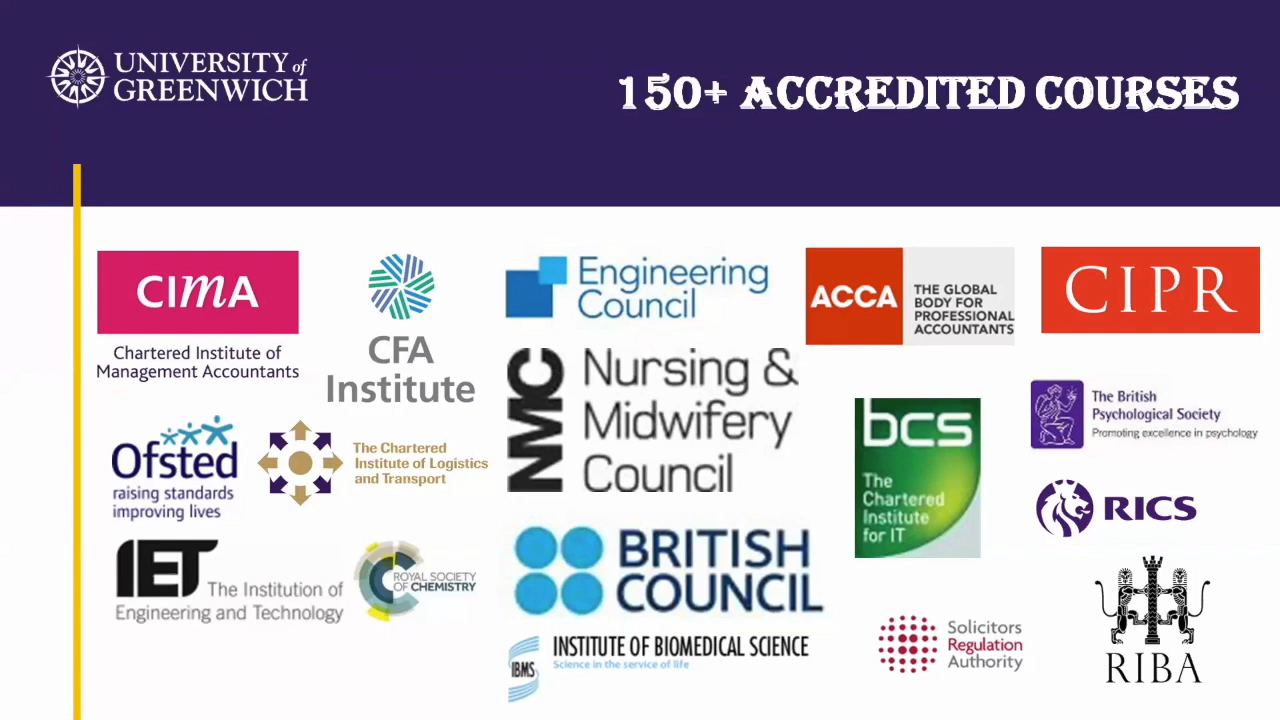 UNIVERSITY of
GREENWICH
150+ ACCREDITED COURSES
CIMA
Chartered Institute of
Management Accountants
CFA
Institute
Engineering
Council
ACCA
THE GLOBAL
BODY FOR
PROFESSIONAL
ACCOUNTANTS
CIPR
NMC
Nursing &
Midwifery
Council
bcs
The
Chartered
Institute
for IT
The British
Psychological Society
Promoting excellence in psychology
Ofsted
raising standards
improving lives
The Chartered
Institute of Logistics
and Transport
RICS
IET The Institution of
Engineering and Technology
ROYAL SOCIETY
OF CHEMISTRY
BRITISH
COUNCIL
IBMS
INSTITUTE OF BIOMEDICAL SCIENCE
Science in the service of life
Solicitors
Regulation
Authority
RIBA